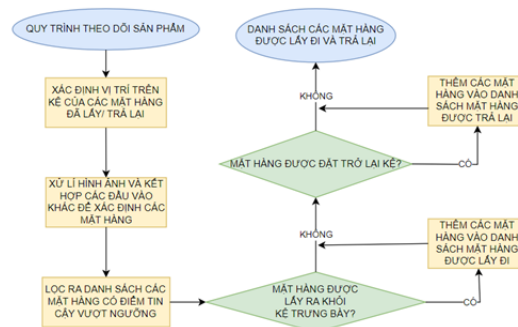 QUY TRÌNH THEO DÕI SẢN PHẨM
XÁC ĐỊNH VỊ TRÍ TRÊN
KỆ CỦA CÁC MẶT HÀNG
ĐÃ LẤY/ TRẢ LẠI
XỬ LÍ HÌNH ẢNH VÀ KẾT
HỢP CÁC ĐẦU VÀO
KHÁC ĐỂ XÁC ĐỊNH CÁC
MẶT HÀNG
LỌC RA DANH SÁCH CÁC
MẶT HÀNG CÓ ĐIỂM TIN
CẬY VƯỢT NGƯỠNG
MẶT HÀNG ĐƯỢC
LẤY RA KHỎI
KỆ TRƯNG BÀY?
CÓ
THÊM CÁC MẶT
HÀNG VÀO DANH
SÁCH MẶT HÀNG
ĐƯỢC LẤY ĐI
KHÔNG
MẶT HÀNG ĐƯỢC ĐẶT TRỞ LẠI KỆ?
CÓ
THÊM CÁC MẶT
HÀNG VÀO DANH
SÁCH MẶT HÀNG
ĐƯỢC TRẢ LẠI
KHÔNG
DANH SÁCH CÁC MẶT HÀNG
ĐƯỢC LẤY ĐI VÀ TRẢ LẠI